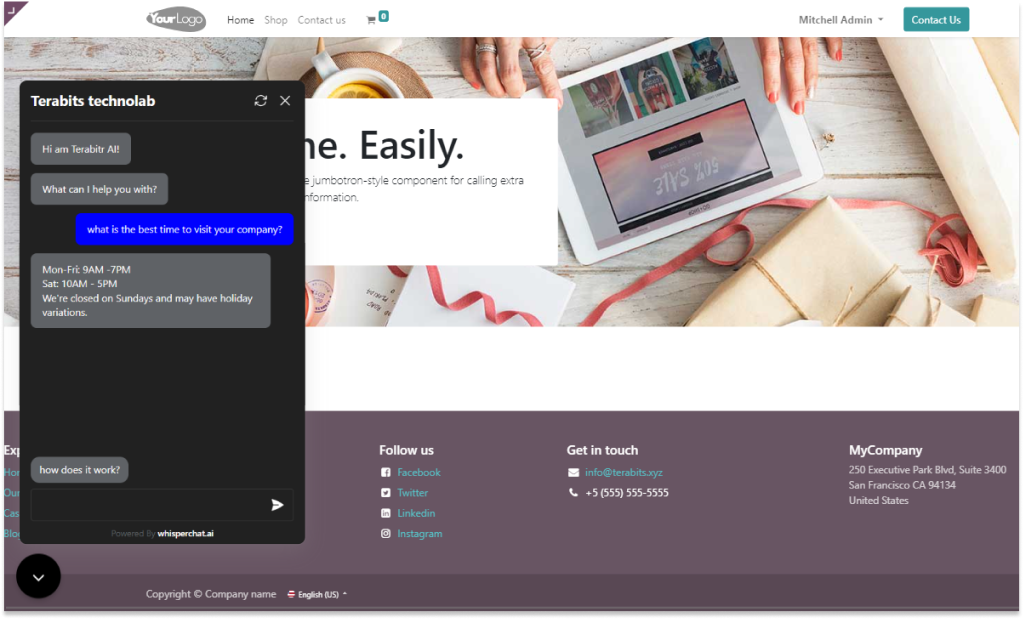 YourLogo
Home
Shop
Contact us
0
Mitchell Admin
Contact Us
Terabits technolab
Hi am Terabitr AI!
What can I help you with?
what is the best time to visit your company?
Mon-Fri: 9AM -7PM
Sat: 10AM - 5PM
We're closed on Sundays and may have holiday
variations.
how does it work?
Powered By whisperchat.ai
ne. Easily.
e jumbotron-style component for calling extra
nformation.
50% SALE
Follow us
Facebook
Twitter
Linkedin
Instagram
Get in touch
info@terabits.xyz
+5 (555) 555-5555
MyCompany
250 Executive Park Blvd, Suite 3400
San Francisco CA 94134
United States
Copyright © Company name
English (US)